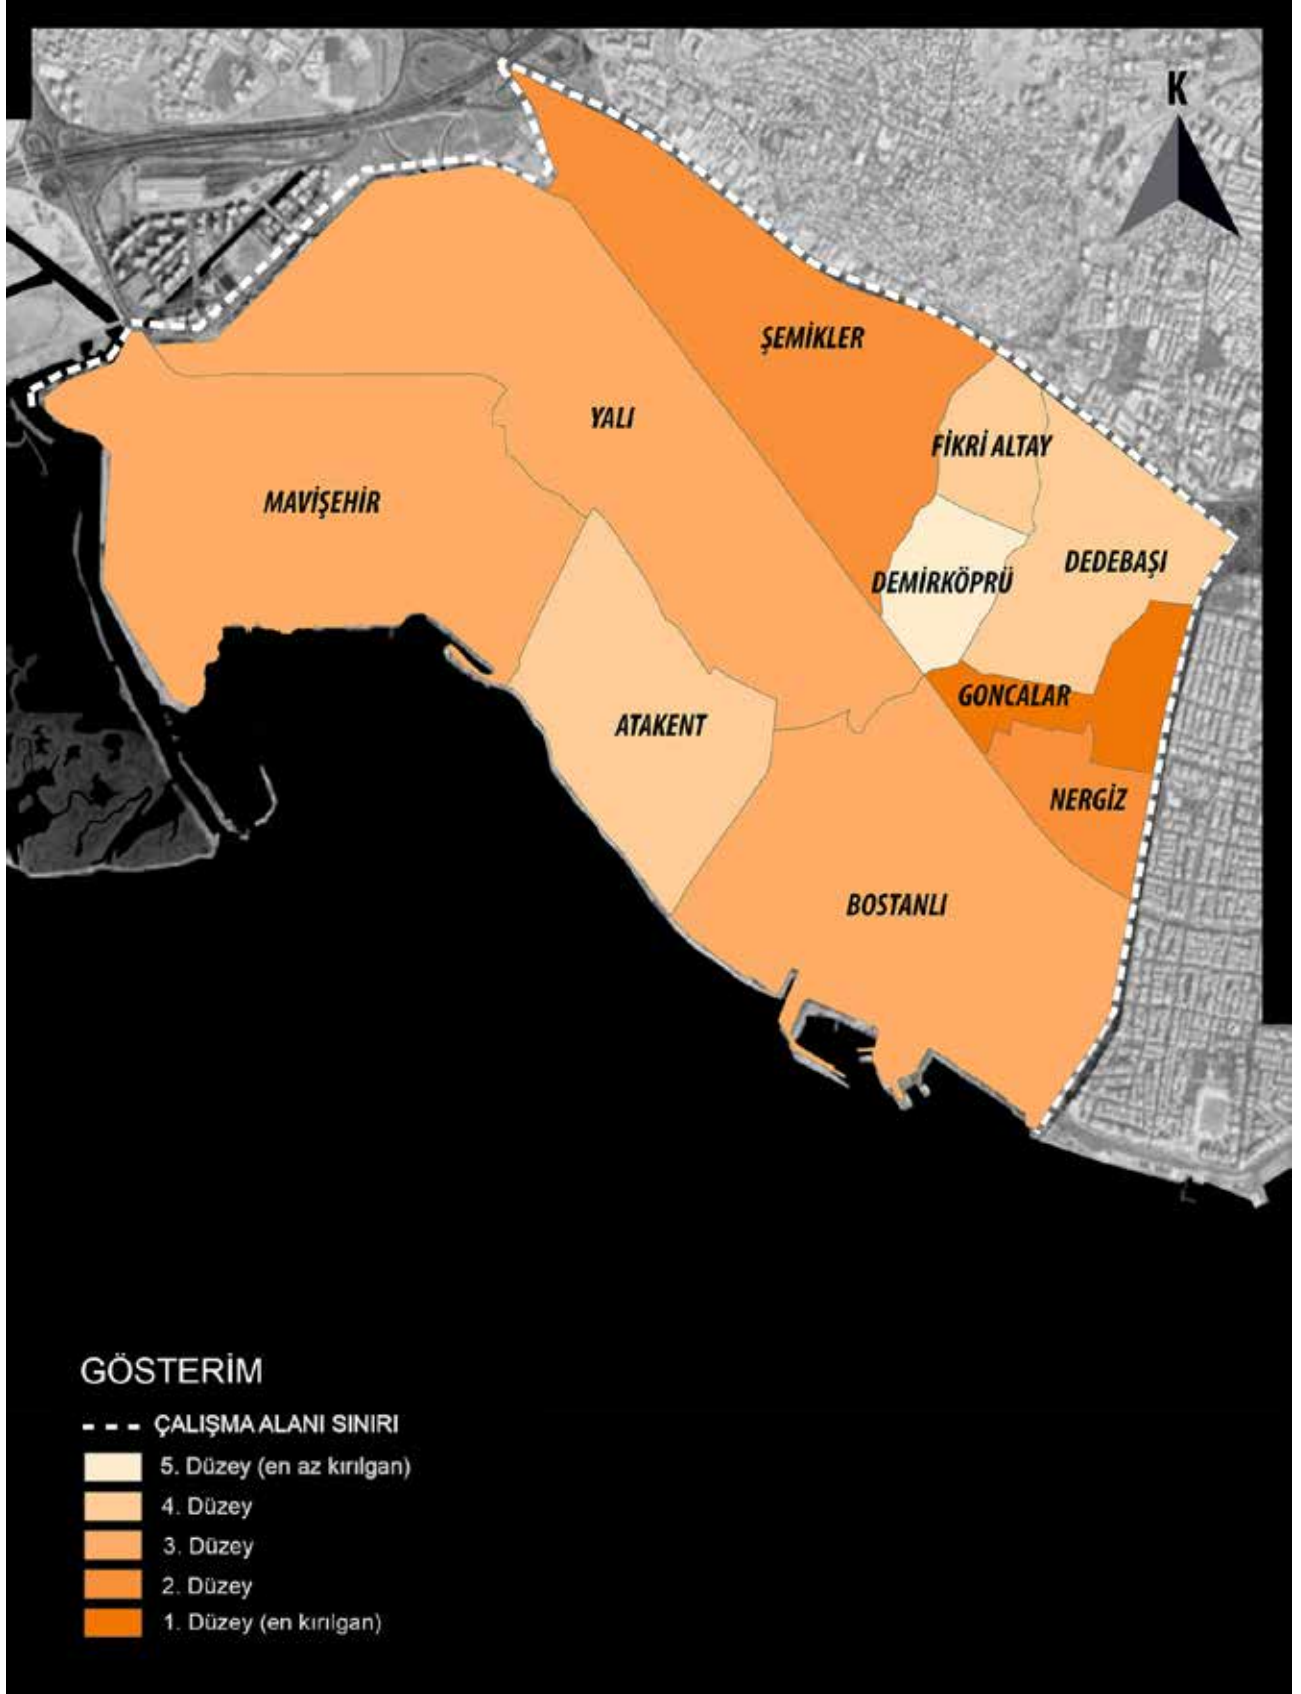 K
ŞEMİKLER
YALI
FİKRİ ALTAY
MAVİŞEHİR
DEDEBAŞI
DEMİRKÖPRÜ
GONCALAR
ATAKENT
NERGİZ
BOSTANLI
GÖSTERİM
ÇALIŞMA ALANI SINIRI
5. Düzey (en az kırılgan)
4. Düzey
3. Düzey
2. Düzey
1. Düzey (en kırılgan)